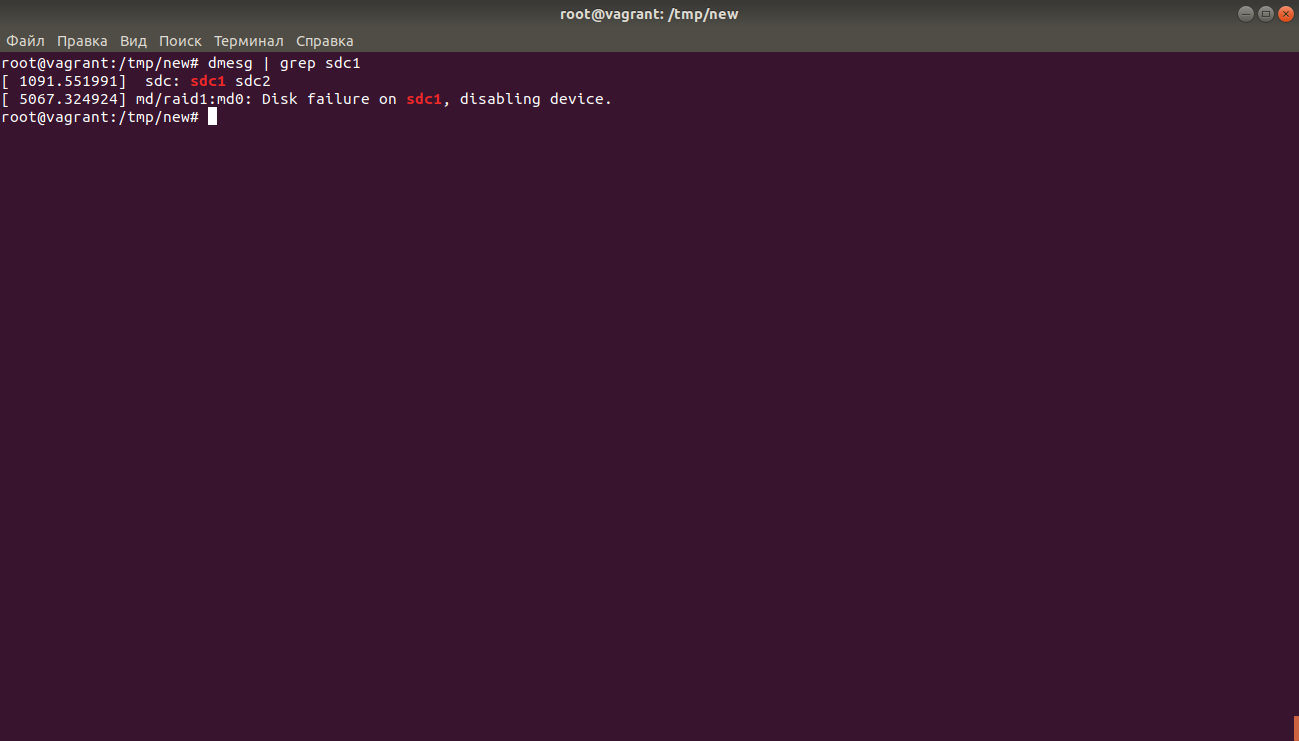 root@vagrant: /tmp/new
Файл Правка Вид Поиск Терминал Справка
root@vagrant:/tmp/new# dmesg | grep sdc1
[ 1091.551991]  sdc: sdc1 sdc2
[ 5067.324924] md/raid1:md0: Disk failure on sdc1, disabling device.
root@vagrant:/tmp/new#